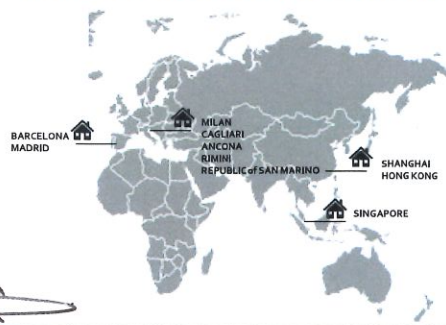 BARCELONA
MADRID
MILAN
CAGLIARI
ANCONA
RIMINI
REPUBLIC of SAN MARINO
SHANGHAI
HONG KONG
SINGAPORE